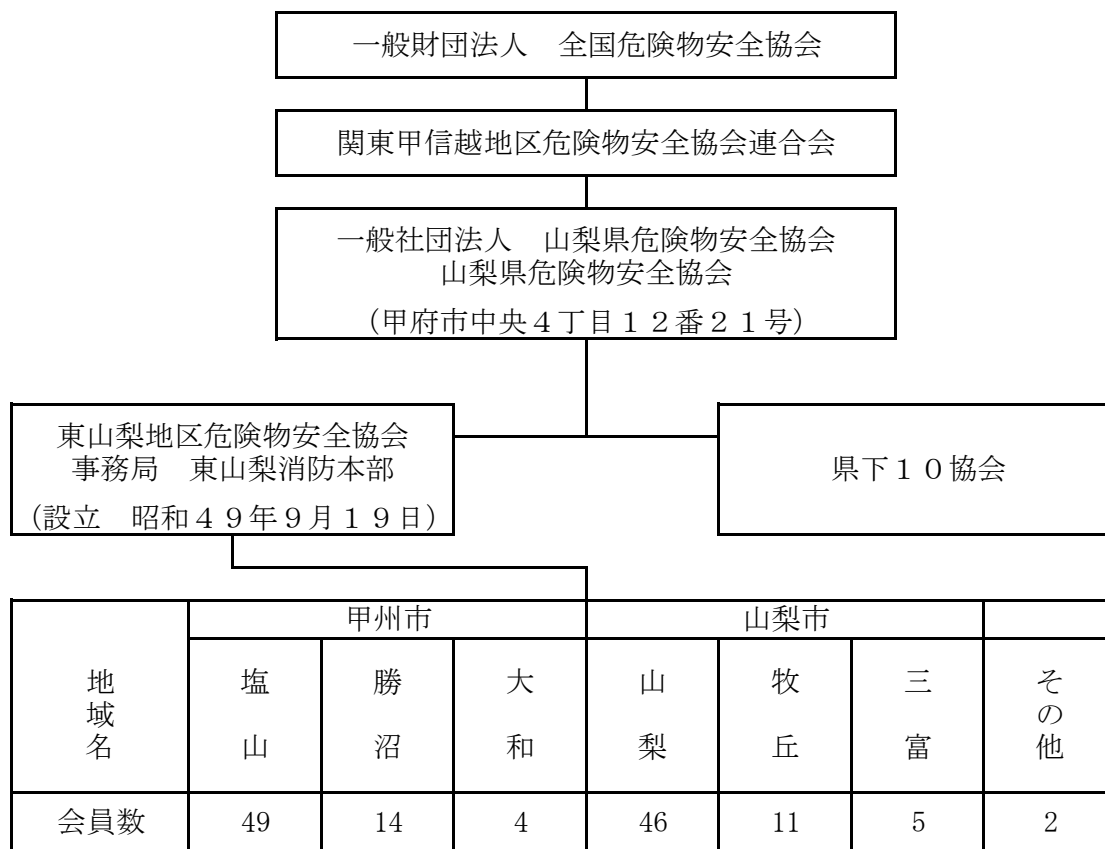 一般財団法人　全国危険物安全協会
関東甲信越地区危険物安全協会連合会
一般社団法人　山梨県危険物安全協会
山梨県危険物安全協会
（甲府市中央４丁目１２番２１号）
東山梨地区危険物安全協会
事務局　東山梨消防本部
（設立　昭和４９年９月１９日）
県下１０協会
甲州市 山梨市
地域名 塩山 勝沼 大和 山梨 牧丘 三富 その他
会員数 49 14 4 46 11 5 2